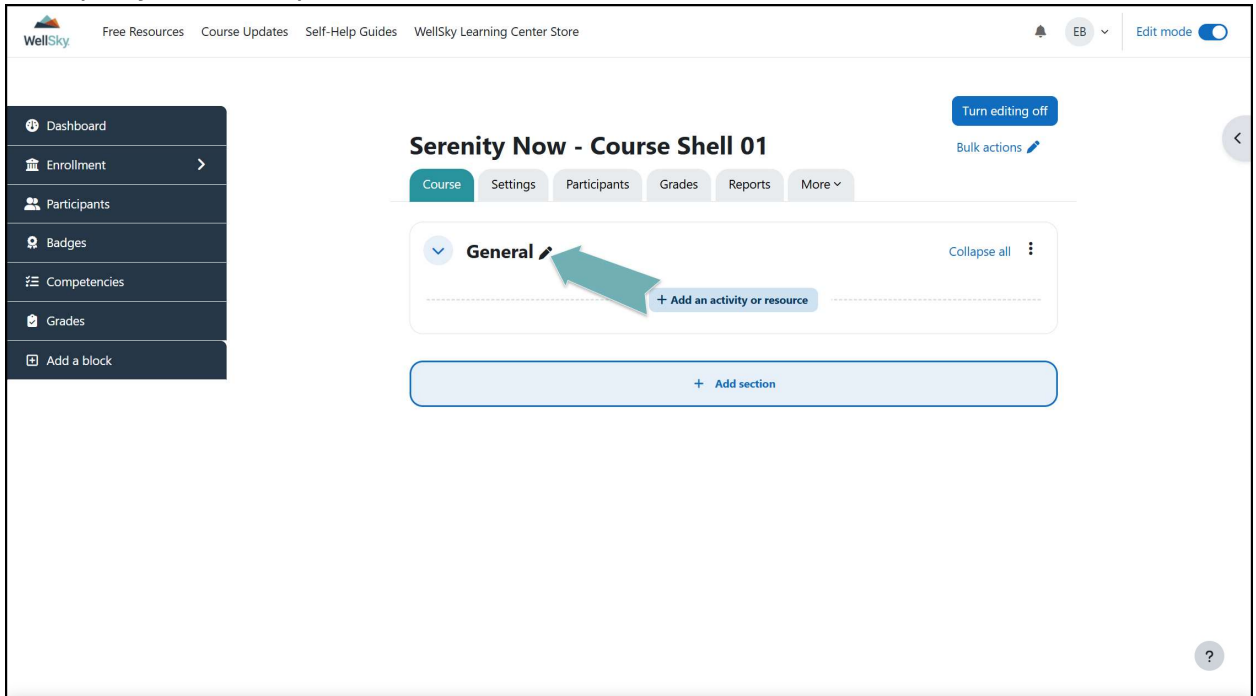 WellSky
Free Resources Course Updates Self-Help Guides WellSky Learning Center Store EB Edit mode
Turn editing off
Dashboard
Enrollment
Participants
Badges
Competencies
Grades
Add a block
Serenity Now - Course Shell 01
Bulk actions
Course Settings Participants Grades Reports More
General
Collapse all
+ Add an activity or resource
+ Add section
?